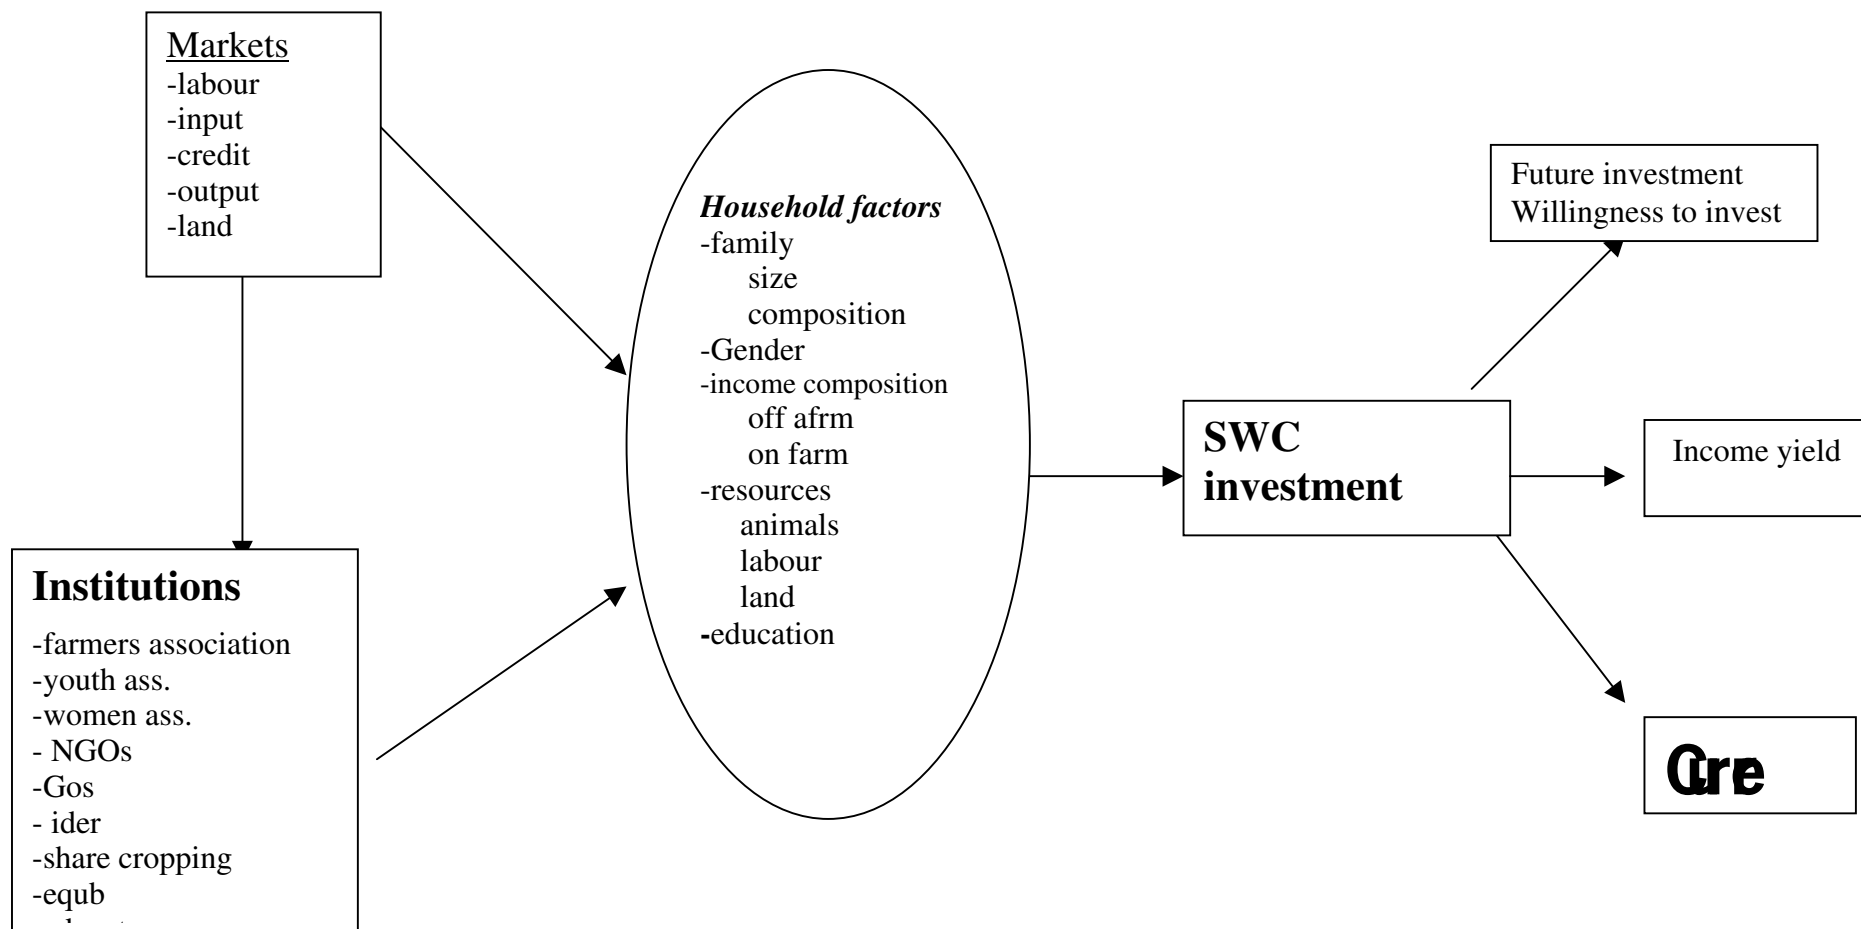 Markets
-labour
-input
-credit
-output
-land
Institutions
-farmers association
-youth ass.
-women ass.
- NGOs
-Gos
- ider
-share cropping
-equb
Household factors
-family
size
composition
-Gender
-income composition
off afrm
on farm
-resources
animals
labour
land
-education
SWC
investment
Future investment
Willingness to invest
Income yield